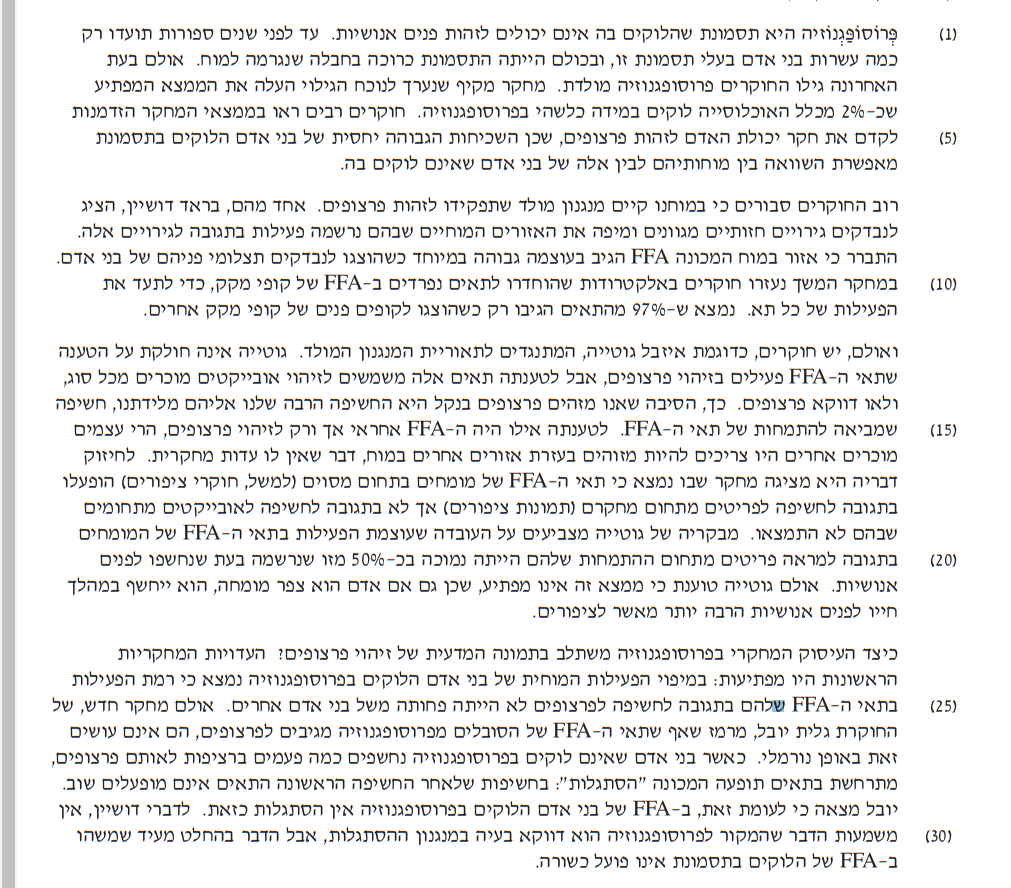 (1) פְּרוֹסוֹפַּגְנוֹזיה היא תסמונת שהלוקים בה אינם יכולים לזהות פנים אנושיות. עד לפני שנים ספורות תועדו רק
כמה עשרות בני אדם בעלי תסמונת זו, ובכולם הייתה התסמונת כרוכה בחבלה שנגרמה למוח. אולם בעת
האחרונה גילו החוקרים פרוסופגנוזיה מולדת. מחקר מקיף שנערך לנוכח הגילוי העלה את הממצא המפתיע
שכ-2% מכלל האוכלוסייה לוקים במידה כלשהי בפרוסופגנוזיה. חוקרים רבים ראו בממצאי המחקר הזדמנות
(5) לקדם את חקר יכולת האדם לזהות פרצופים, שכן השכיחות הגבוהה יחסית של בני אדם הלוקים בתסמונת
מאפשרת השוואה בין מוחותיהם לבין אלה של בני אדם שאינם לוקים בה.
רוב החוקרים סבורים כי במוחנו קיים מנגנון מולד שתפקידו לזהות פרצופים. אחד מהם, בראד דושיין, הציג
לנבדקים גירויים חזותיים מגוונים ומיפה את האזורים המוחיים שבהם נרשמה פעילות בתגובה לגירויים אלה.
התברר כי אזור במוח המכונה FFA הגיב בעוצמה גבוהה במיוחד כשהוצגו לנבדקים תצלומי פניהם של בני אדם.
(10) במחקר המשך נעזרו חוקרים באלקטרודות שהוחדרו לתאים נפרדים ב-FFA של קופי מקק, כדי לתעד את
הפעילות של כל תא. נמצא ש-97% מהתאים הגיבו רק כשהוצגו לקופים פנים של קופי מקק אחרים.
ואולם, יש חוקרים, כדוגמת איזבל גוטייה, המתנגדים לתאוריית המנגנון המולד. גוטייה אינה חולקת על הטענה
שתאי ה-FFA פעילים בזיהוי פרצופים, אבל לטענתה תאים אלה משמשים לזיהוי אובייקטים מוכרים מכל סוג,
ולאו דווקא פרצופים. כך, הסיבה שאנו מזהים פרצופים בנקל היא החשיפה הרבה שלנו אליהם מלידתנו, חשיפה
(15) שמביאה להתמחות של תאי ה-FFA. לטענתה אילו היה ה-FFA אחראי אך ורק לזיהוי פרצופים, הרי עצמים
מוכרים אחרים היו צריכים להיות מזוהים בעזרת אזורים אחרים במוח, דבר שאין לו עדות מחקרית. לחיזוק
דבריה היא מציגה מחקר שבו נמצא כי תאי ה-FFA של מומחים בתחום מסוים (למשל, חוקרי ציפורים) הופעלו
בתגובה לחשיפה לפריטים מתחום מחקרם (תמונות ציפורים) אך לא בתגובה לחשיפה לאובייקטים מתחומים
שבהם לא התמצאו. מבקריה של גוטייה מצביעים על העובדה שעוצמת הפעילות בתאי ה-FFA של המומחים
(20) בתגובה למראה פריטים מתחום ההתמחות שלהם הייתה נמוכה בכ-50% מזו שנרשמה בעת שנחשפו לפנים
אנושיות. אולם גוטייה טוענת כי ממצא זה אינו מפתיע, שכן גם אם אדם הוא צפר מומחה, הוא ייחשף במהלך
חייו לפנים אנושיות הרבה יותר מאשר לציפורים.
כיצד העיסוק המחקרי בפרוסופגנוזיה משתלב בתמונה המדעית של זיהוי פרצופים? העדויות המחקריות
הראשונות היו מפתיעות: במיפוי הפעילות המוחית של בני אדם הלוקים בפרוסופגנוזיה נמצא כי רמת הפעילות
(25) בתאי ה-FFA שלהם בתגובה לחשיפה לפרצופים לא הייתה פחותה משל בני אדם אחרים. אולם מחקר חדש, של
החוקרת גלית יובל, מרמז שאף שתאי ה-FFA של הסובלים מפרוסופגנוזיה מגיבים לפרצופים, הם אינם עושים
זאת באופן נורמלי. כאשר בני אדם שאינם לוקים בפרוסופגנוזיה נחשפים כמה פעמים ברציפות לאותם פרצופים,
מתרחשת בתאים תופעה המכונה "הסתגלות": בחשיפות שלאחר החשיפה הראשונה התאים אינם מופעלים שוב.
יובל מצאה כי לעומת זאת, ב-FFA של בני אדם הלוקים בפרוסופגנוזיה אין הסתגלות כזאת. לדברי דושיין, אין
(30) משמעות הדבר שהמקור לפרוסופגנוזיה הוא דווקא בעיה במנגנון ההסתגלות, אבל הדבר בהחלט מעיד שמשהו
ב-FFA של הלוקים בתסמונת אינו פועל כשורה.